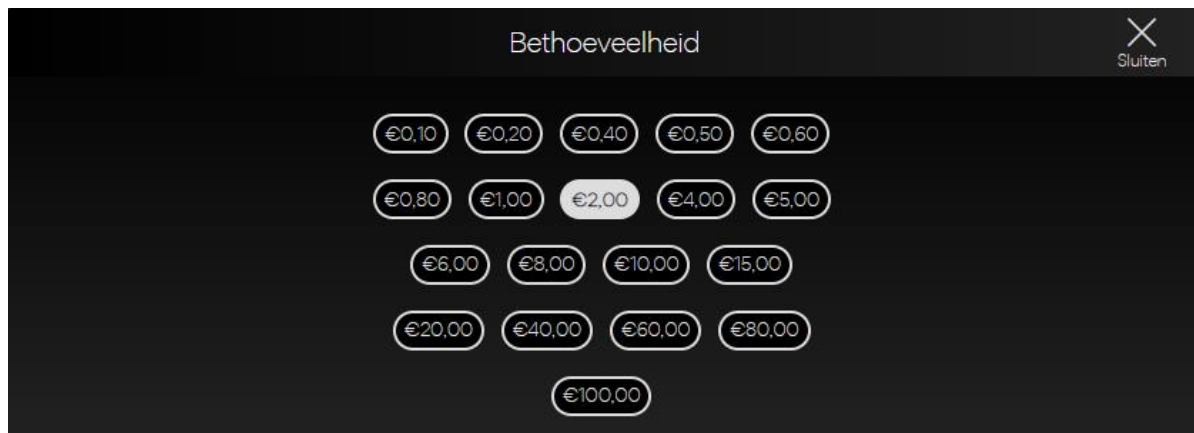 Bethoeveelheid
Sluiten
€0,10 €0,20 €0,40 €0,50 €0,60
€0,80 €1,00 €2,00 €4,00 €5,00
€6,00 €8,00 €10,00 €15,00
€20,00 €40,00 €60,00 €80,00
€100,00